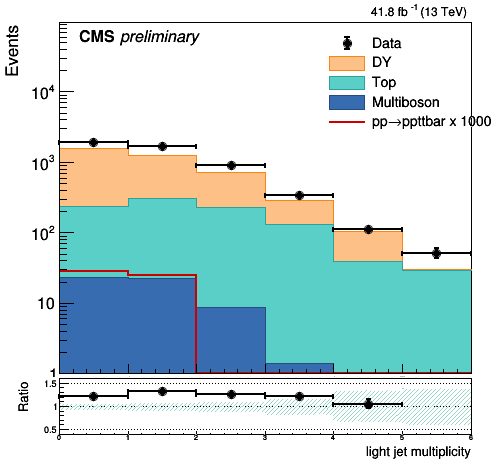 41.8 fb⁻¹ (13 TeV)
Events
CMS preliminary
Data
DY
Top
Multiboson
pp→ppttbar x 1000
10⁴
10³
10²
10
1
Ratio
1.5
1
0.5
0 1 2 3 4 5 6
light jet multiplicity